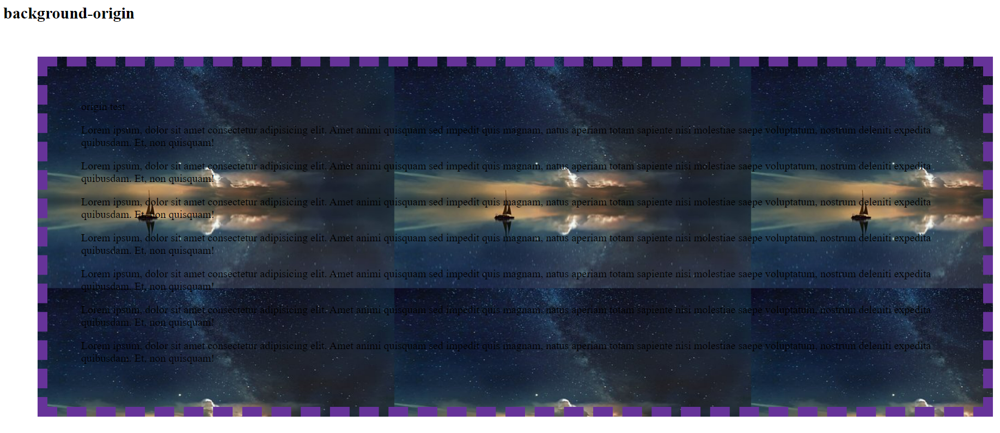 background-origin
origin test
Lorem ipsum, dolor sit amet consectetur adipisicing elit. Amet animi quisquam sed impedit quis magnam, natus aperiam totam sapiente nisi molestiae saepe voluptatum, nostrum deleniti expedita
quibusdam. Et, non quisquam!
Lorem ipsum, dolor sit amet consectetur adipisicing elit. Amet animi quisquam sed impedit quis magnam, natus aperiam totam sapiente nisi molestiae saepe voluptatum, nostrum deleniti expedita
quibusdam. Et, non quisquam!
Lorem ipsum, dolor sit amet consectetur adipisicing elit. Amet animi quisquam sed impedit quis magnam, natus aperiam totam sapiente nisi molestiae saepe voluptatum, nostrum deleniti expedita
quibusdam. Et, non quisquam!
Lorem ipsum, dolor sit amet consectetur adipisicing elit. Amet animi quisquam sed impedit quis magnam, natus aperiam totam sapiente nisi molestiae saepe voluptatum, nostrum deleniti expedita
quibusdam. Et, non quisquam!
Lorem ipsum, dolor sit amet consectetur adipisicing elit. Amet animi quisquam sed impedit quis magnam, natus aperiam totam sapiente nisi molestiae saepe voluptatum, nostrum deleniti expedita
quibusdam. Et, non quisquam!
Lorem ipsum, dolor sit amet consectetur adipisicing elit. Amet animi quisquam sed impedit quis magnam, natus aperiam totam sapiente nisi molestiae saepe voluptatum, nostrum deleniti expedita
quibusdam. Et, non quisquam!
Lorem ipsum, dolor sit amet consectetur adipisicing elit. Amet animi quisquam sed impedit quis magnam, natus aperiam totam sapiente nisi molestiae saepe voluptatum, nostrum deleniti expedita
quibusdam. Et, non quisquam!